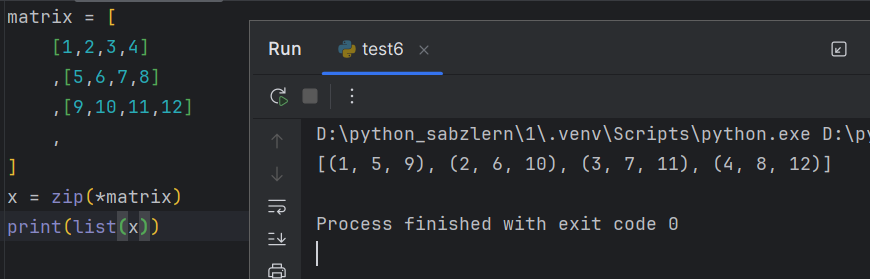 matrix = [
    [1,2,3,4]
    ,[5,6,7,8]
    ,[9,10,11,12]
    ,
]
x = zip(*matrix)
print(list(x))
Run
test6
D:\python_sabzlern\1\.venv\Scripts\python.exe D:\py
[(1, 5, 9), (2, 6, 10), (3, 7, 11), (4, 8, 12)]
Process finished with exit code 0